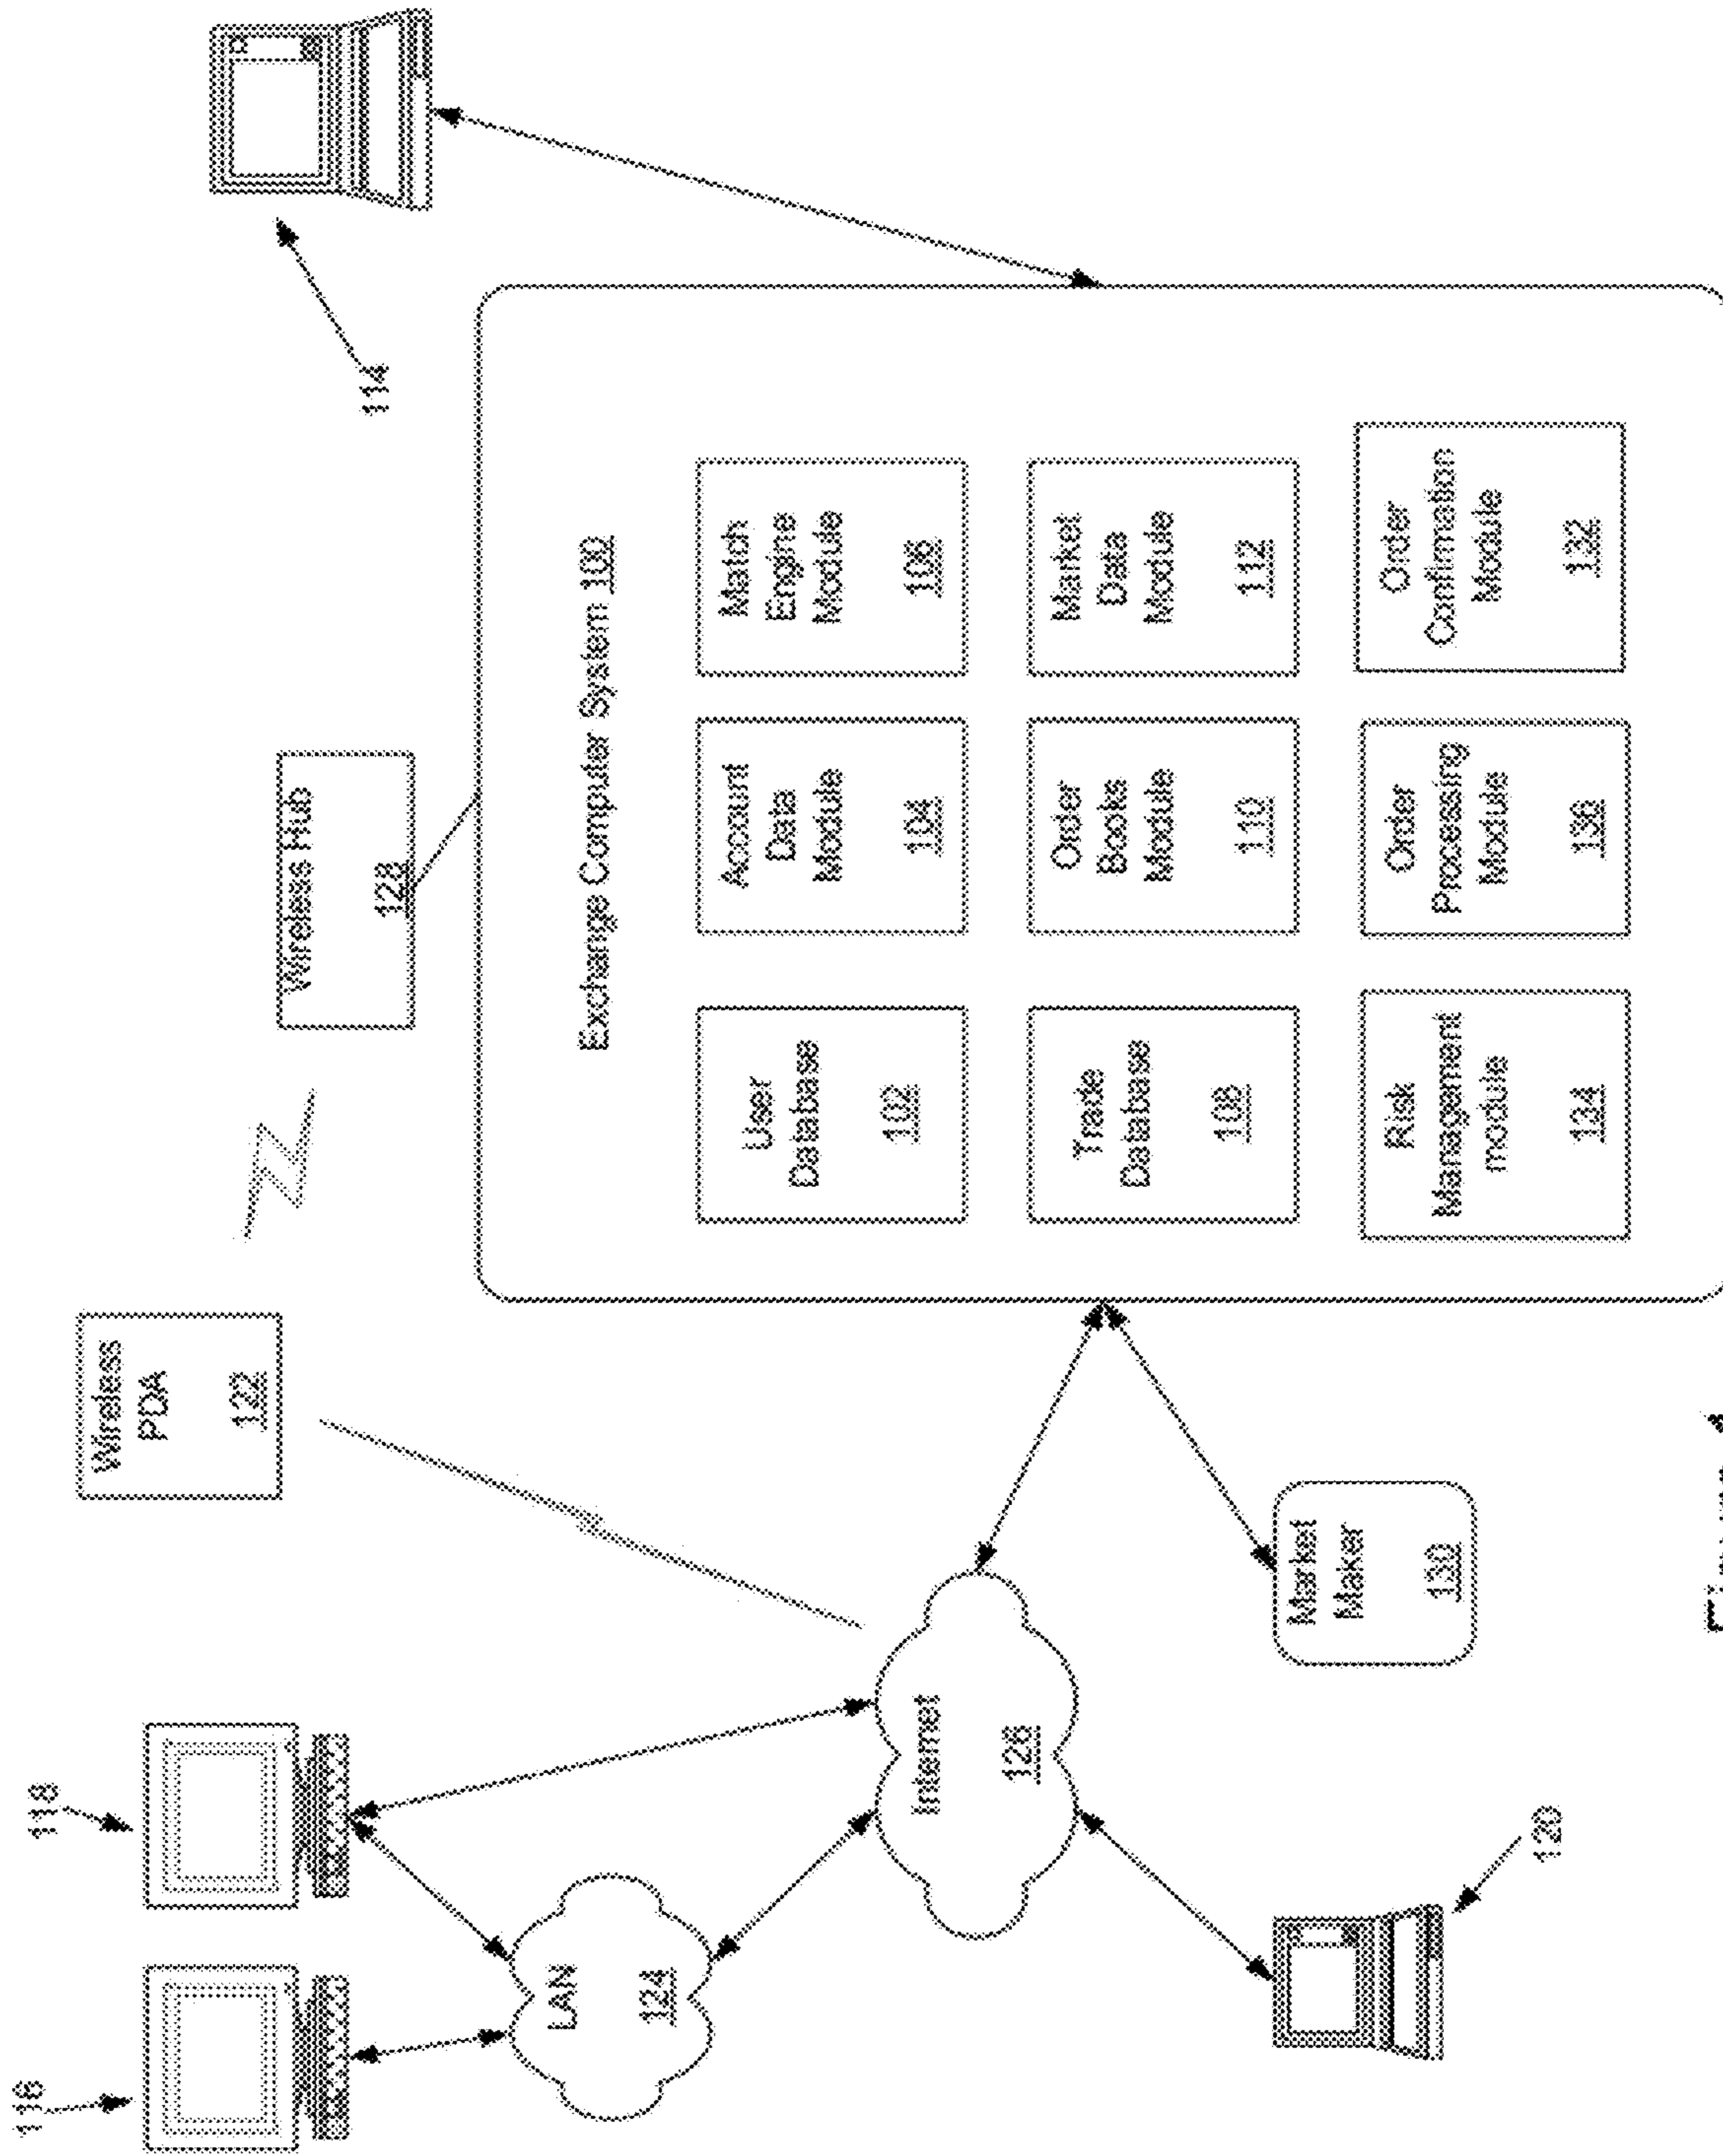 116
118
Wireless
PDA
122
Wireless Hub
128
114
LAN
124
Internet
126
120
Market
Maker
130
Exchange Computer System 100
User
Database
102
Account
Data
Module
104
Match
Engine
Module
106
Trade
Database
108
Order
Books
Module
110
Market
Data
Module
112
Risk
Management
module
134
Order
Processing
Module
136
Order
Confirmation
Module
132